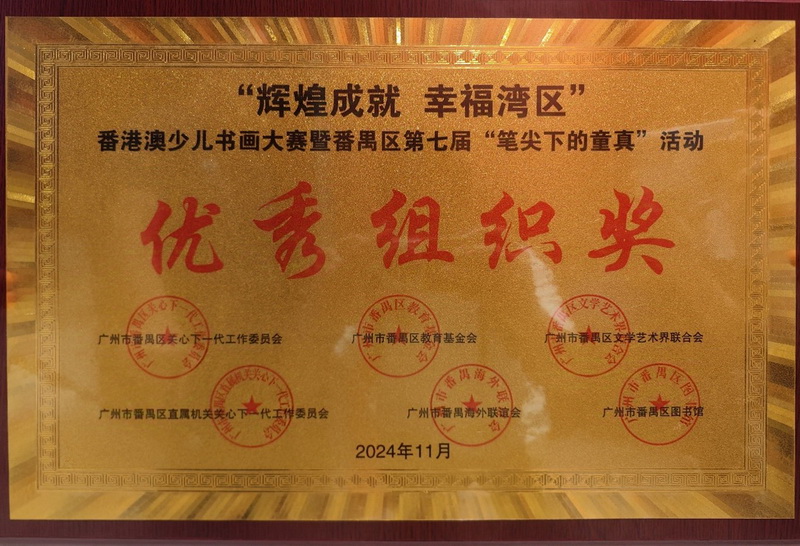 “辉煌成就 幸福湾区”
番港澳少儿书画大赛暨番禺区第七届“笔尖下的童真”活动
优秀组织奖
广州市番禺区关心下一代工作委员会 广州市番禺区教育基金会 广州市番禺区文学艺术界联合会
广州市番禺区直属机关关心下一代工作委员会 广州市番禺海外联谊会 广州市番禺区图书馆
2024年11月